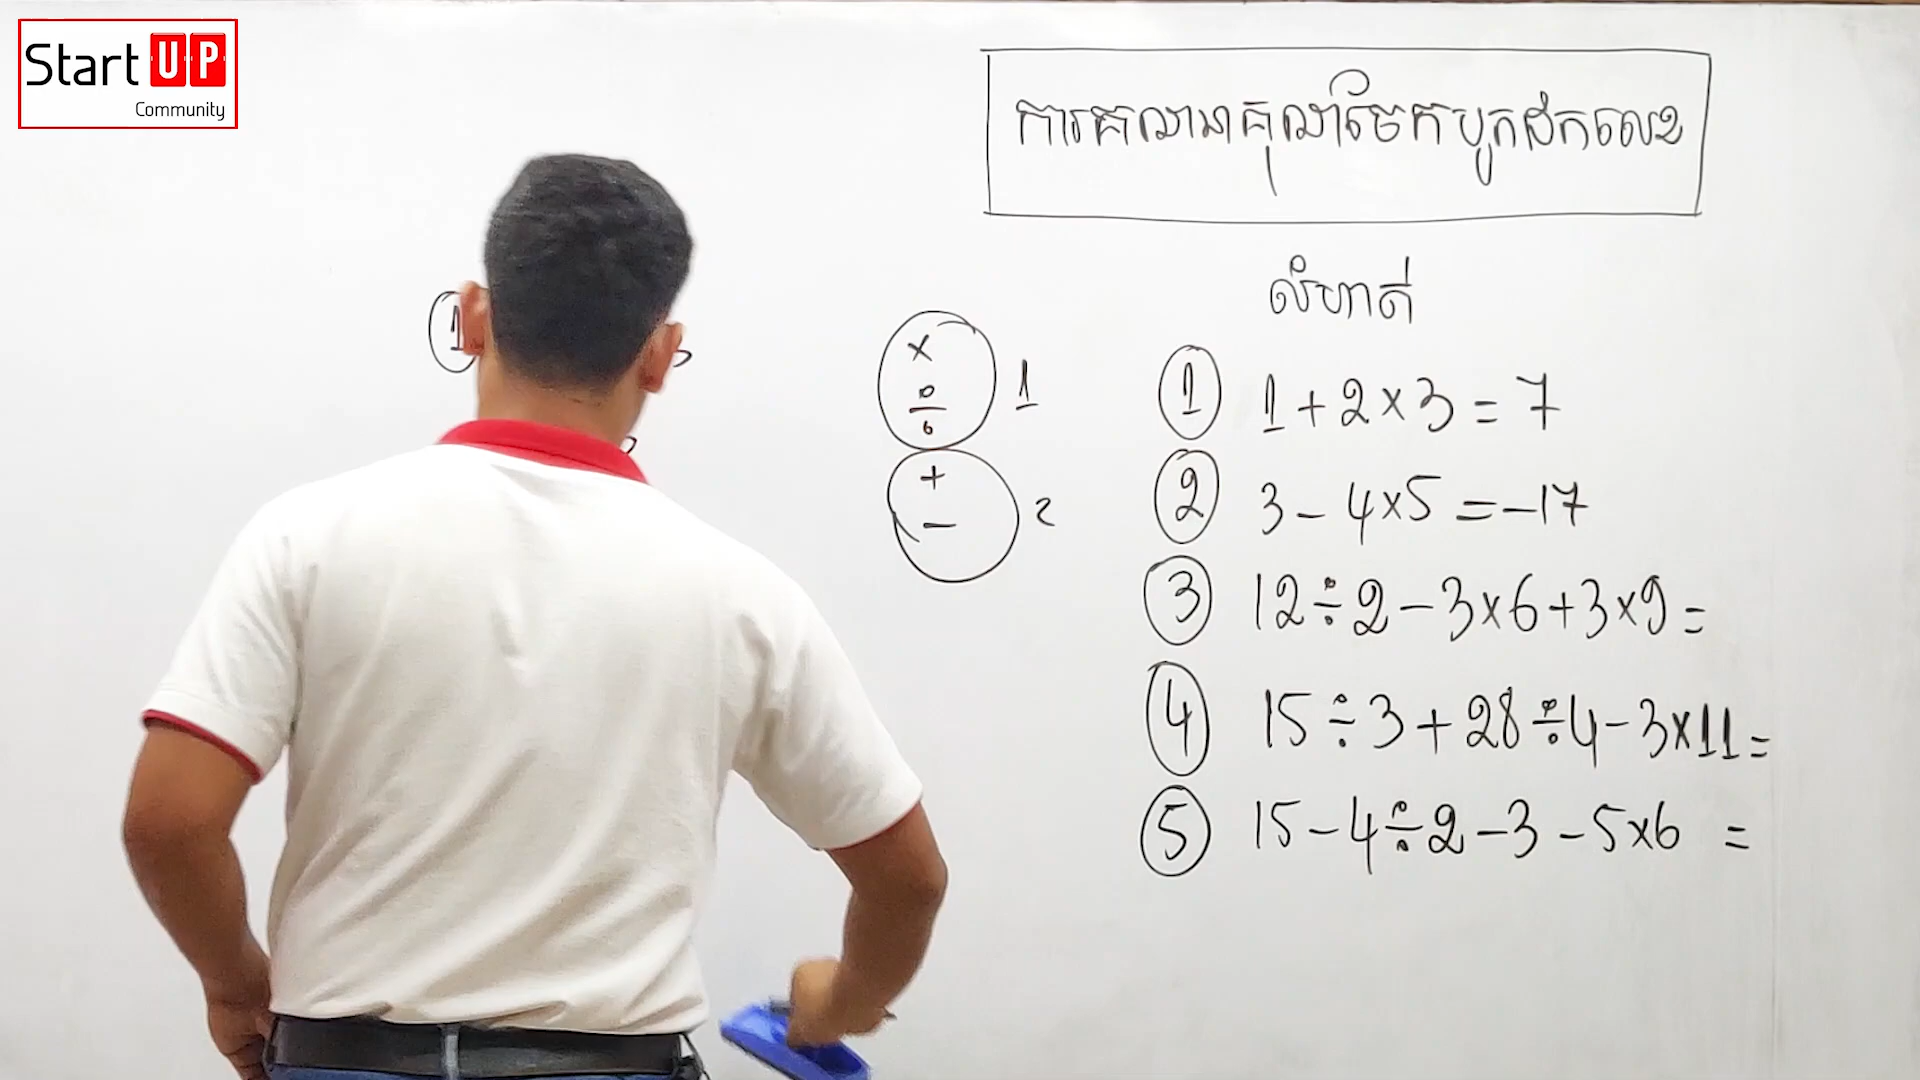 StartUP
Community
ការគណនាគុណចែកបូកដកលេខ
លំហាត់
1
×
÷
1
+
-
2
1 1 + 2 × 3 = 7
2 3 - 4 × 5 = -17
3 12 ÷ 2 - 3 × 6 + 3 × 9 =
4 15 ÷ 3 + 28 ÷ 4 - 3 × 11 =
5 15 - 4 ÷ 2 - 3 - 5 × 6 =